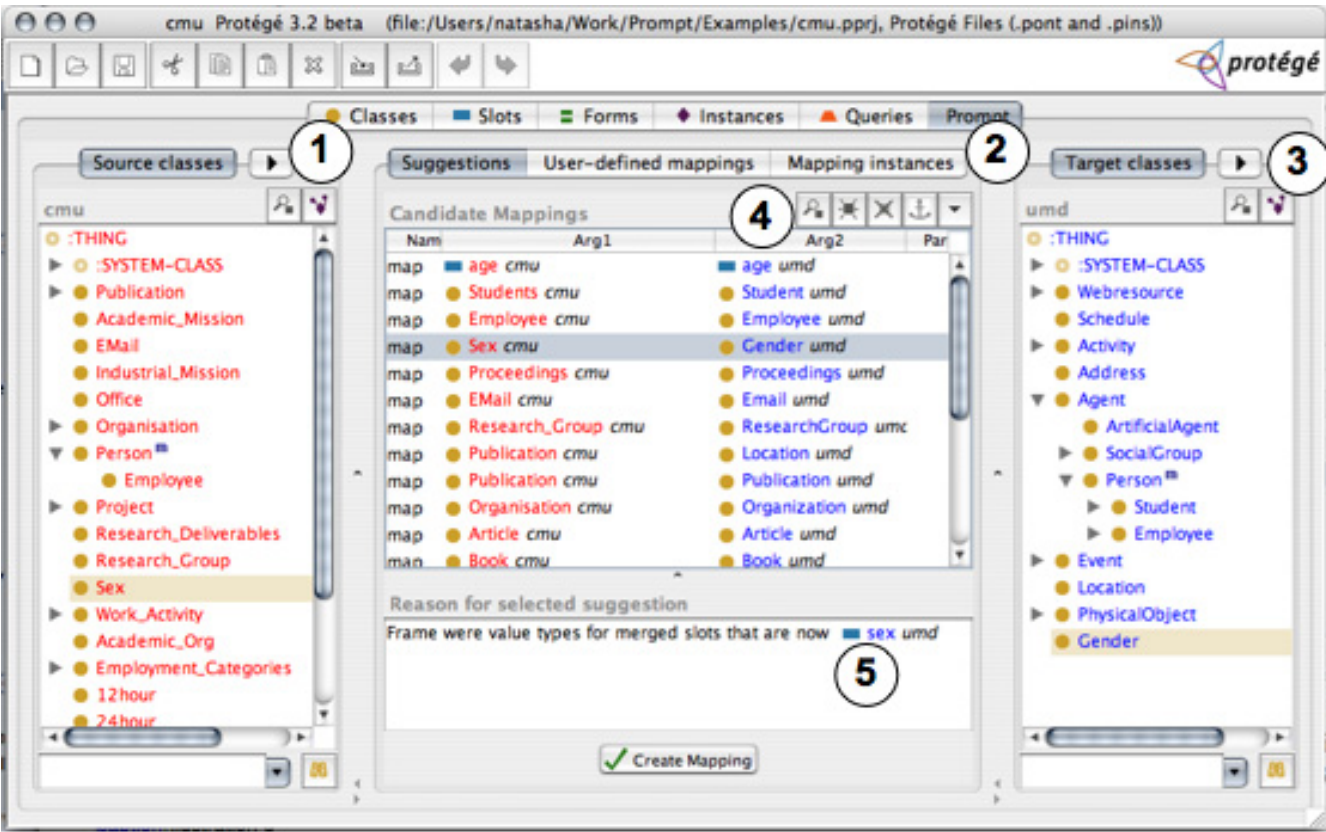 cmu Protégé 3.2 beta (file:/Users/natasha/Work/Prompt/Examples/cmu.pprj, Protégé Files (.pont and .pins))
protégé
Classes Slots Forms Instances Queries Prompt
Source classes
1
cmu
:THING
:SYSTEM-CLASS
Publication
Academic_Mission
EMail
Industrial_Mission
Office
Organisation
Person
Employee
Project
Research_Deliverables
Research_Group
Sex
Work_Activity
Academic_Org
Employment_Categories
12hour
24hour
Suggestions User-defined mappings Mapping instances
2
Candidate Mappings
4
Nam Arg1 Arg2 Par
map age cmu age umd
map Students cmu Student umd
map Employee cmu Employee umd
map Sex cmu Gender umd
map Proceedings cmu Proceedings umd
map EMail cmu Email umd
map Research_Group cmu ResearchGroup umc
map Publication cmu Location umd
map Publication cmu Publication umd
map Organisation cmu Organization umd
map Article cmu Article umd
map Book cmu Book umd
Reason for selected suggestion
Frame were value types for merged slots that are now sex umd
5
Create Mapping
Target classes
3
umd
:THING
:SYSTEM-CLASS
Webresource
Schedule
Activity
Address
Agent
ArtificialAgent
SocialGroup
Person
Student
Employee
Event
Location
PhysicalObject
Gender